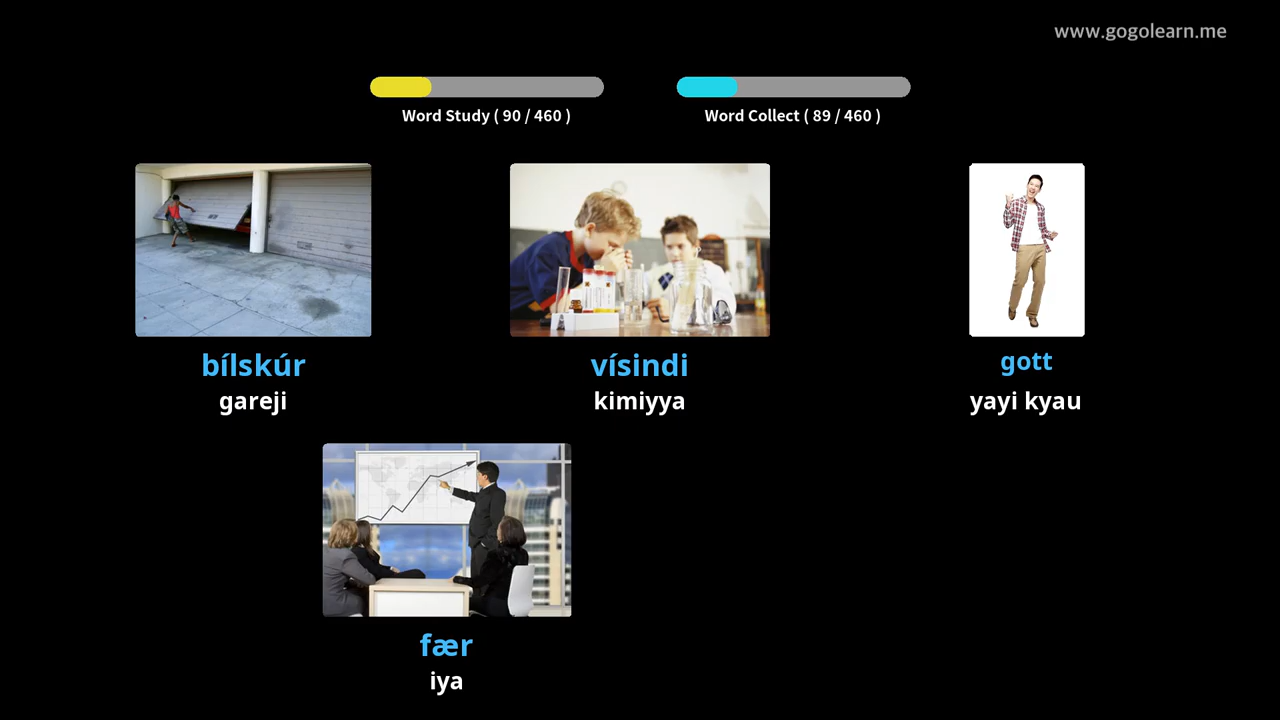 www.gogolearn.me
Word Study ( 90 / 460 )
Word Collect ( 89 / 460 )
bílskúr
gareji
vísindi
kimiyya
gott
yayi kyau
fær
iya